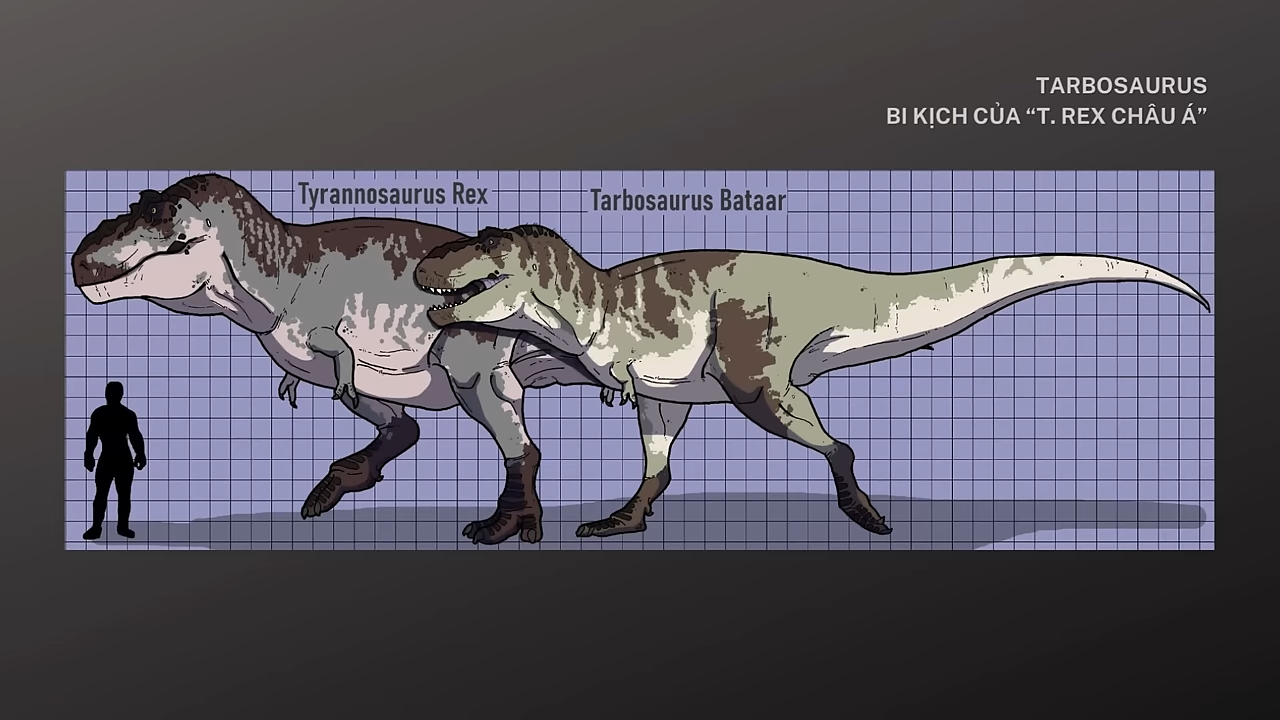 TARBOSAURUS
BI KỊCH CỦA “T. REX CHÂU Á”
Tyrannosaurus Rex
Tarbosaurus Bataar